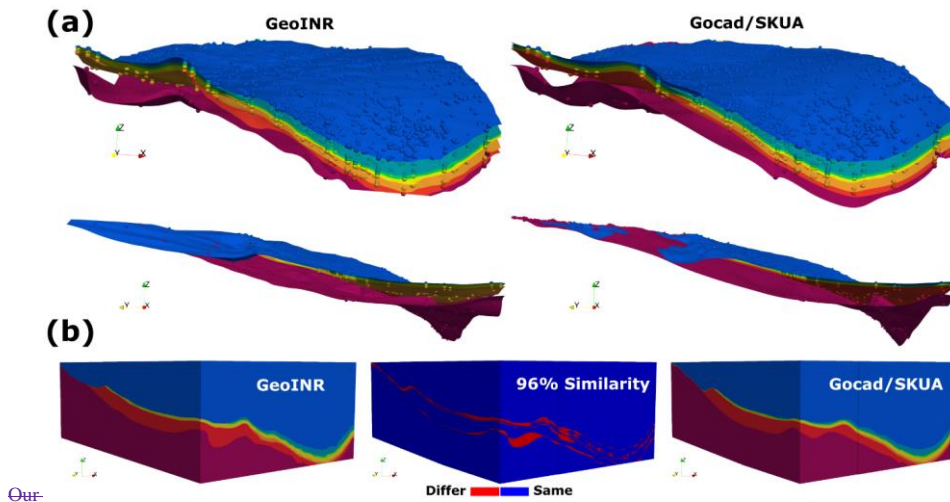 (a)
GeoINR
Gocad/SKUA
Z
Y X
Z
Y X
Z
Y X
Z
Y X
(b)
GeoINR
96% Similarity
Gocad/SKUA
Differ Same
Our